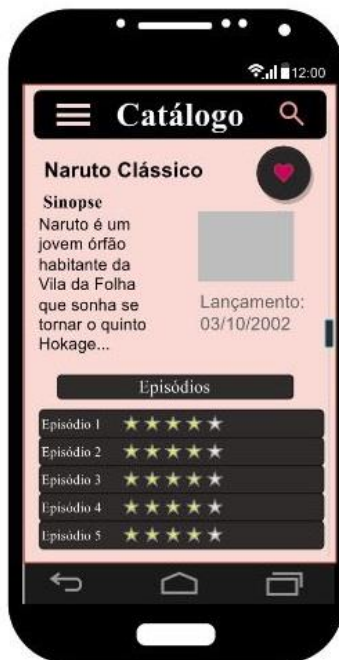 12:00
Catálogo
Naruto Clássico
Sinopse
Naruto é um
jovem órfão
habitante da
Vila da Folha
que sonha se
tornar o quinto
Hokage...
Lançamento:
03/10/2002
Episódios
Episódio 1
Episódio 2
Episódio 3
Episódio 4
Episódio 5